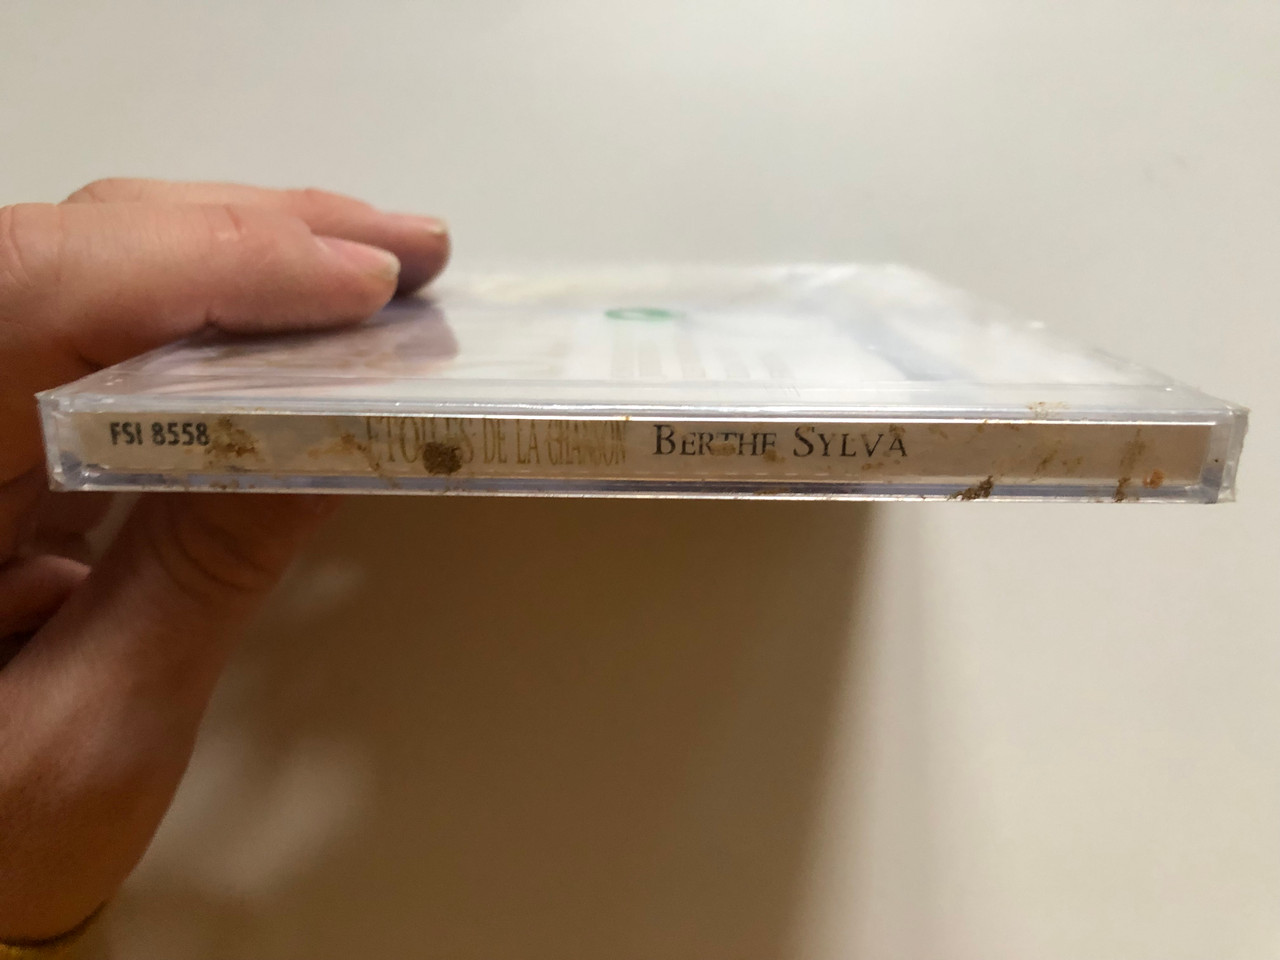 FSI 8558 ETOILES DE LA CHANSON BERTHE SYLVA